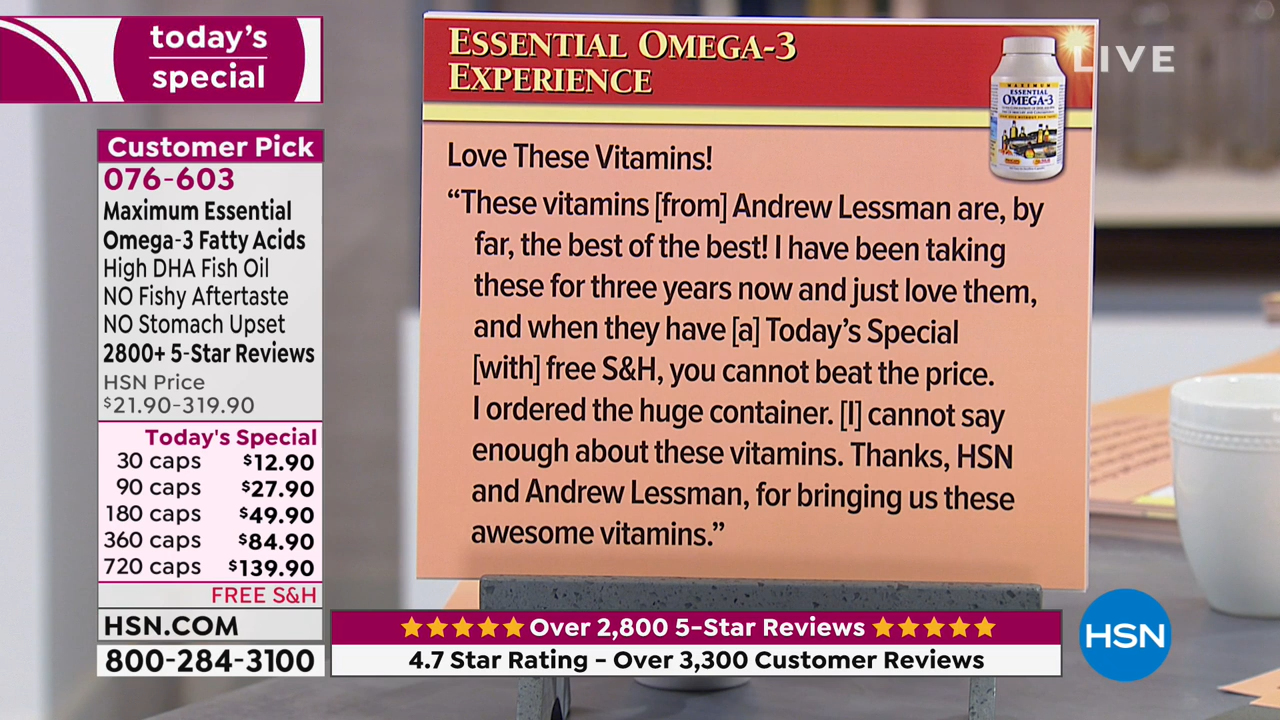 today's
special
Customer Pick
076-603
Maximum Essential
Omega-3 Fatty Acids
High DHA Fish Oil
NO Fishy Aftertaste
NO Stomach Upset
2800+ 5-Star Reviews
HSN Price
$21.90-319.90
Today's Special
30 caps $12.90
90 caps $27.90
180 caps $49.90
360 caps $84.90
720 caps $139.90
FREE S&H
HSN.COM
800-284-3100
ESSENTIAL OMEGA-3
EXPERIENCE
LIVE
MAXIMUM
ESSENTIAL
OMEGA-3
Love These Vitamins!
“These vitamins [from] Andrew Lessman are, by
far, the best of the best! I have been taking
these for three years now and just love them,
and when they have [a] Today’s Special
[with] free S&H, you cannot beat the price.
I ordered the huge container. [I] cannot say
enough about these vitamins. Thanks, HSN
and Andrew Lessman, for bringing us these
awesome vitamins.”
Over 2,800 5-Star Reviews
4.7 Star Rating – Over 3,300 Customer Reviews
HSN